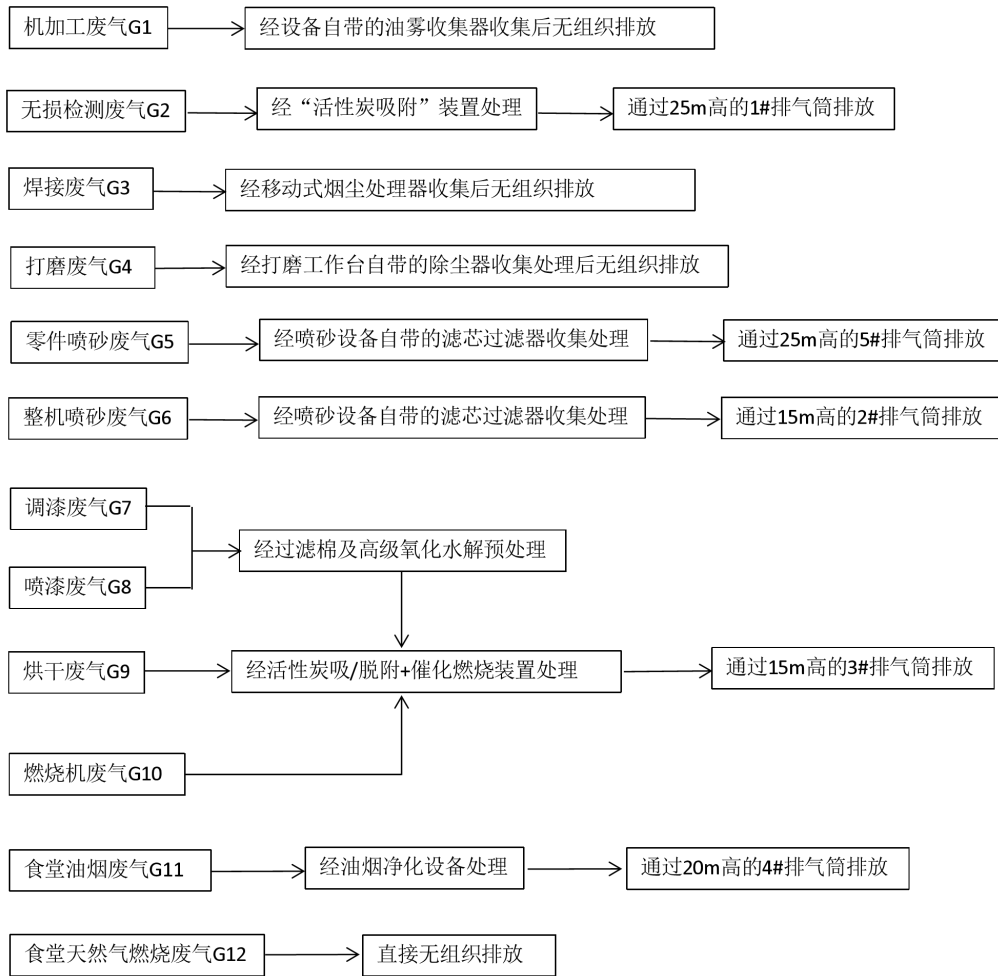 机加工废气G1
经设备自带的油雾收集器收集后无组织排放
无损检测废气G2
经“活性炭吸附”装置处理
通过25m高的1#排气筒排放
焊接废气G3
经移动式烟尘处理器收集后无组织排放
打磨废气G4
经打磨工作台自带的除尘器收集处理后无组织排放
零件喷砂废气G5
经喷砂设备自带的滤芯过滤器收集处理
通过25m高的5#排气筒排放
整机喷砂废气G6
经喷砂设备自带的滤芯过滤器收集处理
通过15m高的2#排气筒排放
调漆废气G7
经过滤棉及高级氧化水解预处理
喷漆废气G8
烘干废气G9
经活性炭吸/脱附+催化燃烧装置处理
通过15m高的3#排气筒排放
燃烧机废气G10
食堂油烟废气G11
经油烟净化设备处理
通过20m高的4#排气筒排放
食堂天然气燃烧废气G12
直接无组织排放